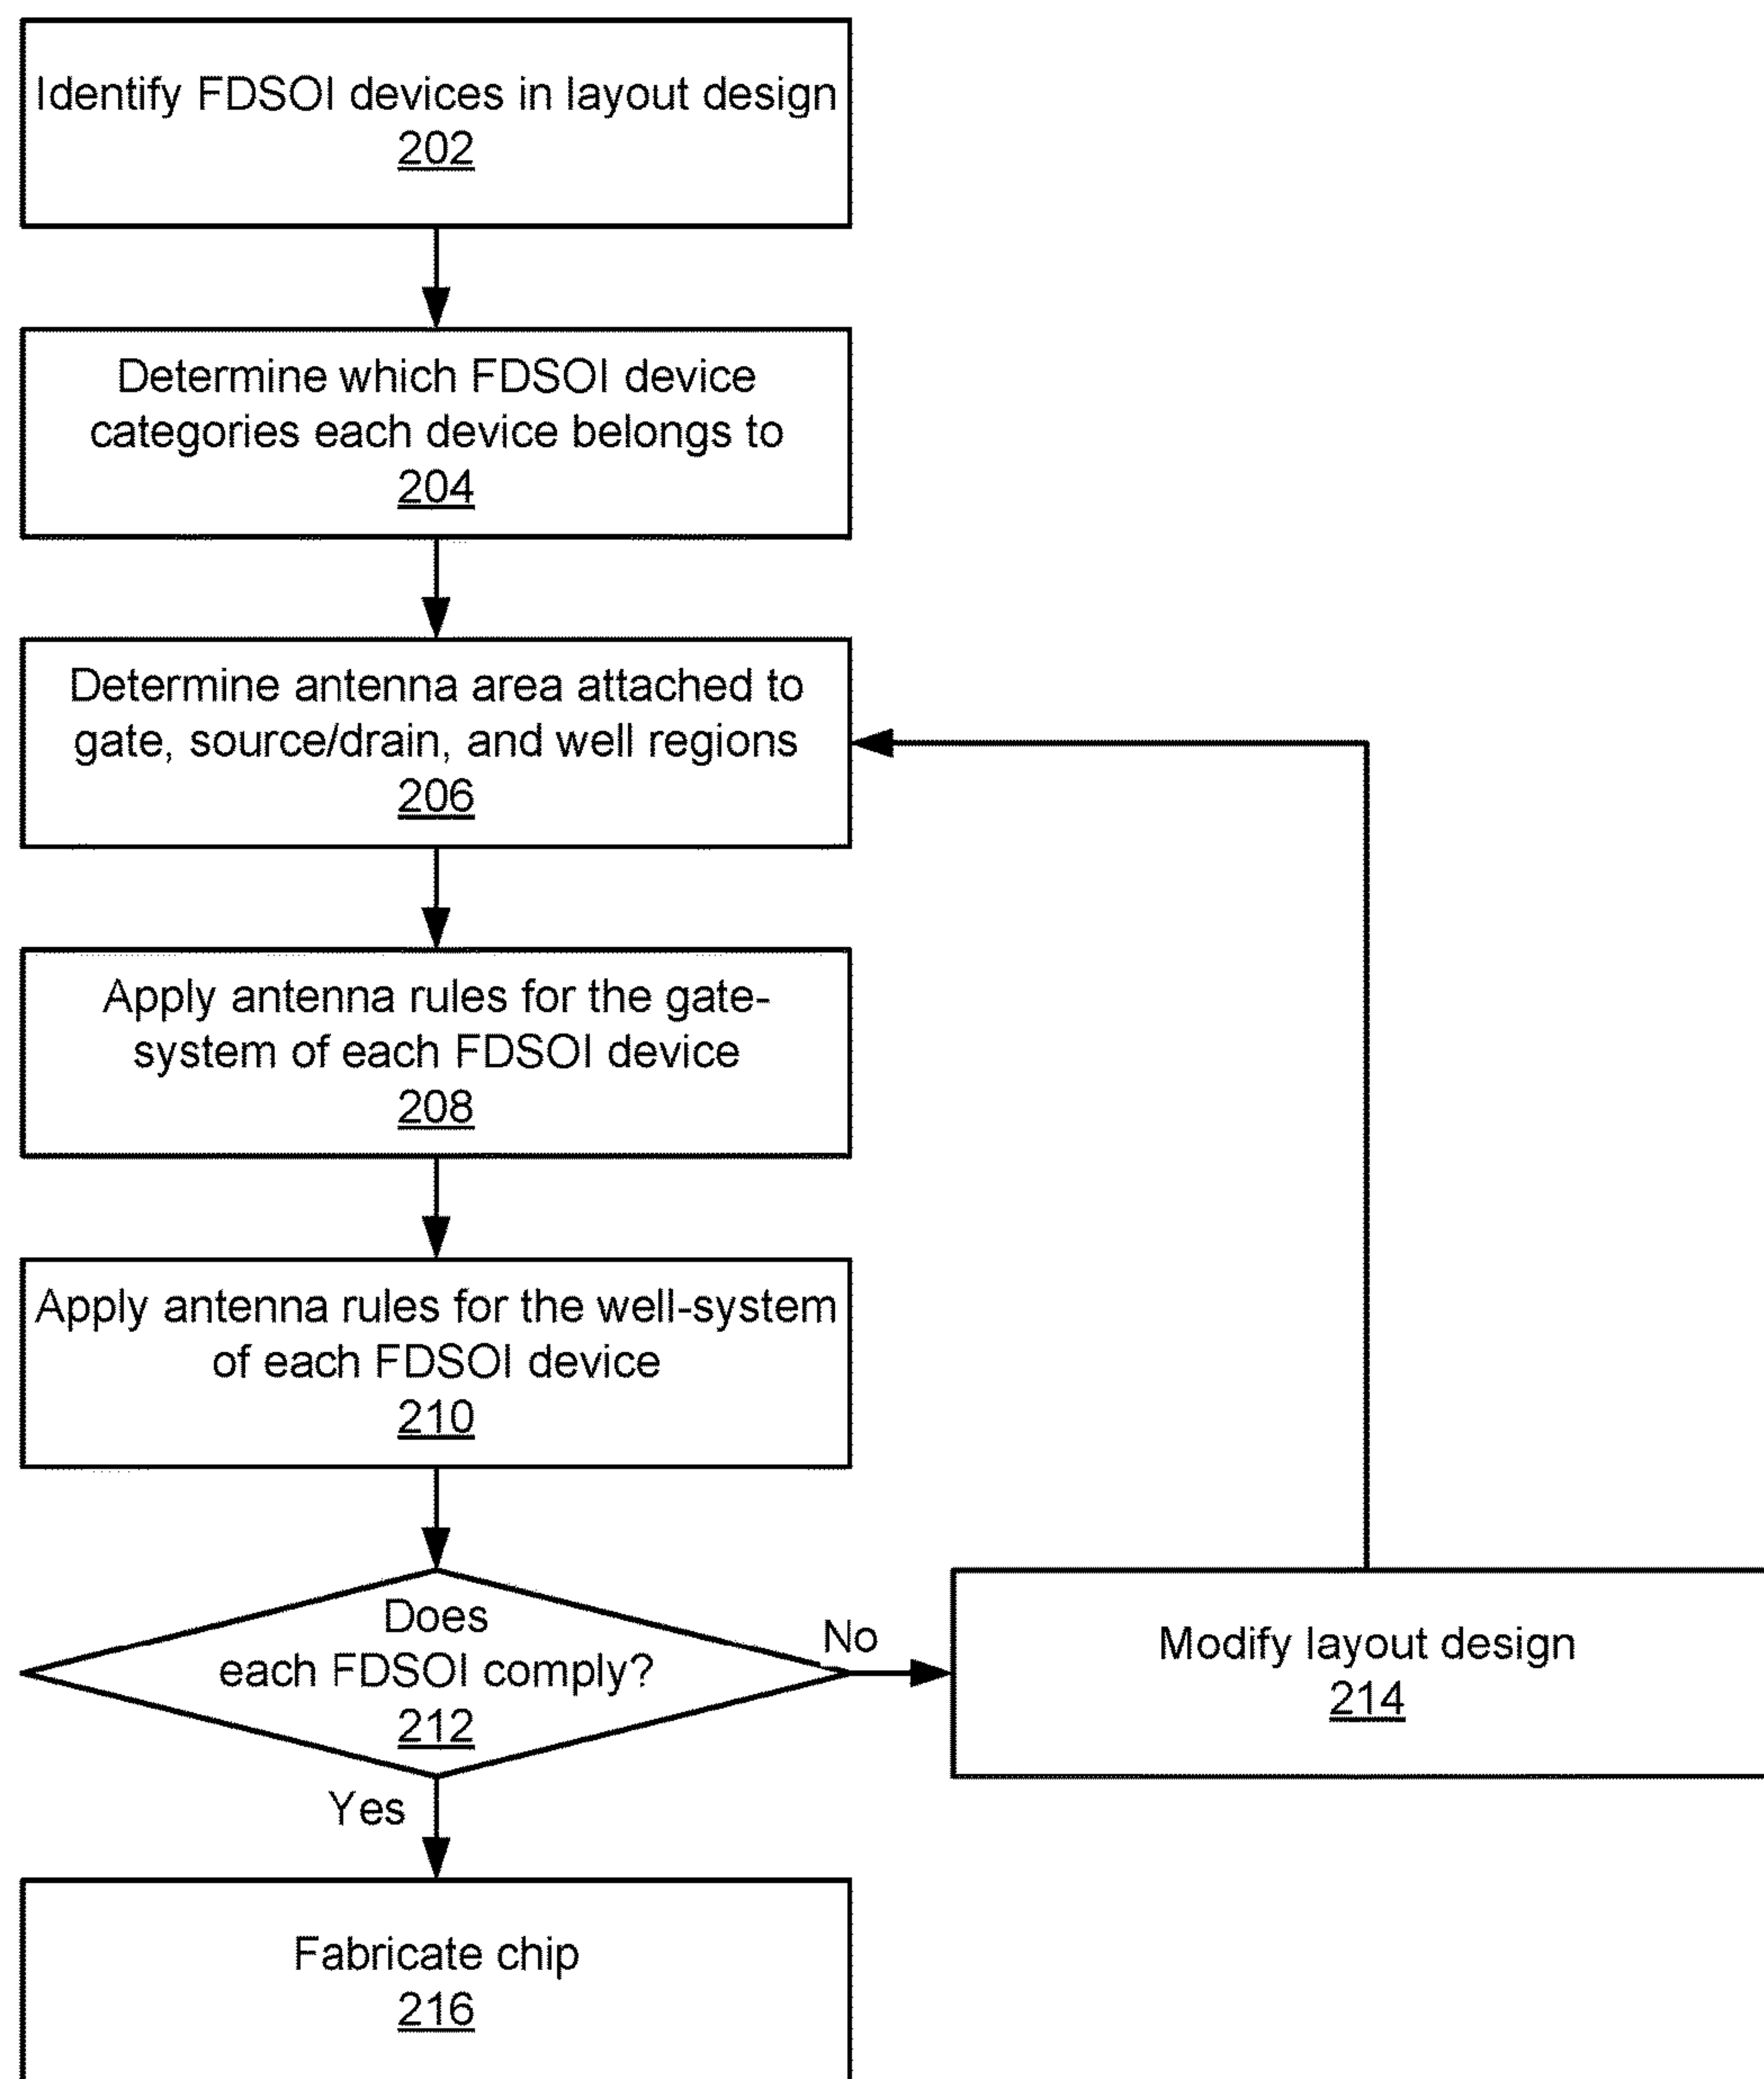 Identify FDSOI devices in layout design
202
Determine which FDSOI device
categories each device belongs to
204
Determine antenna area attached to
gate, source/drain, and well regions
206
Apply antenna rules for the gate-
system of each FDSOI device
208
Apply antenna rules for the well-system
of each FDSOI device
210
Does
each FDSOI comply?
212
No
Modify layout design
214
Yes
Fabricate chip
216